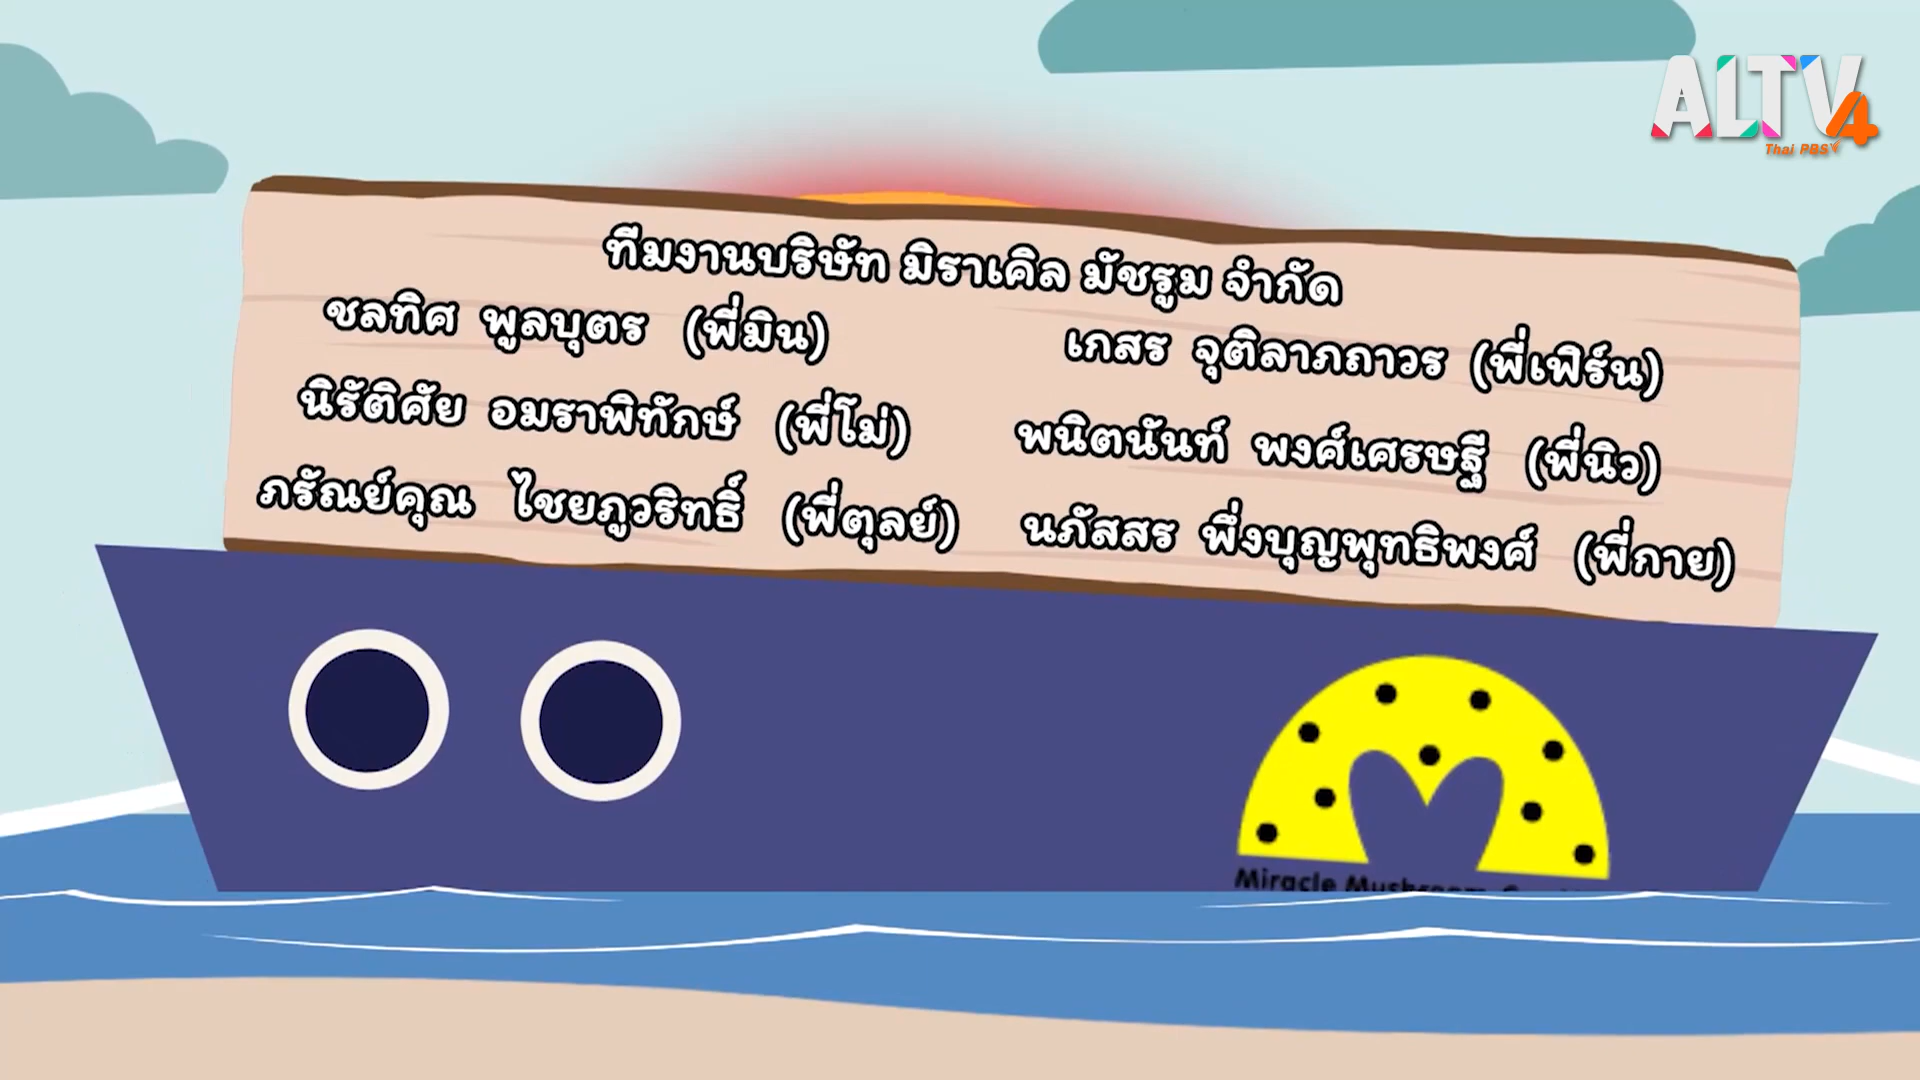 ALTV4
Thai PBS
ทีมงานบริษัท มิราเคิล มัชรูม จำกัด
ชลทิศ พูลบุตร (พี่มิน)
เกสร จุติลาภถาวร (พี่เฟิร์น)
นิรัติศัย อมราพิทักษ์ (พี่โม่)
พนิตนันท์ พงศ์เศรษฐี (พี่นิว)
ภรัณย์คุณ ไชยภูวริทธิ์ (พี่ตุลย์)
นภัสสร พึ่งบุญพุทธิพงศ์ (พี่กาย)
Miracle Mushroom